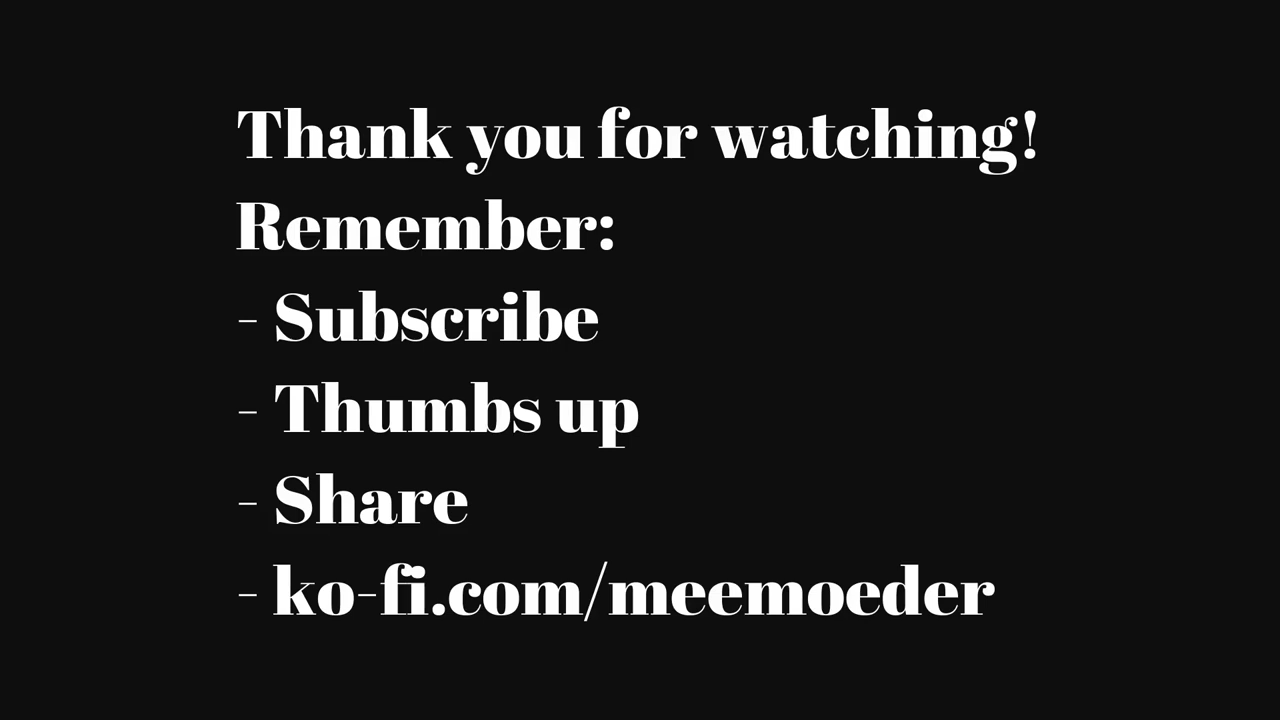 Thank you for watching!
Remember:
- Subscribe
- Thumbs up
- Share
- ko-fi.com/meemoeder